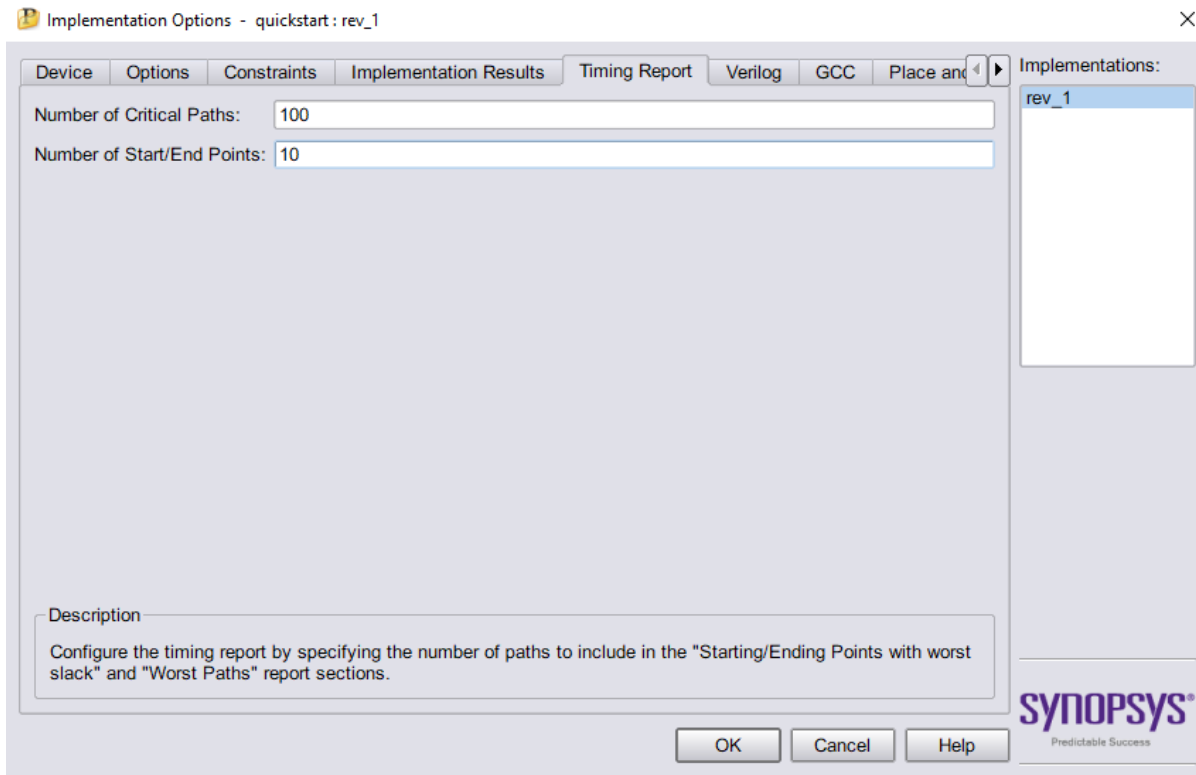 Implementation Options - quickstart : rev_1
Device Options Constraints Implementation Results Timing Report Verilog GCC Place and
Implementations:
rev_1
Number of Critical Paths: 100
Number of Start/End Points: 10
Description
Configure the timing report by specifying the number of paths to include in the "Starting/Ending Points with worst
slack" and "Worst Paths" report sections.
SYNOPSYS®
Predictable Success
OK Cancel Help